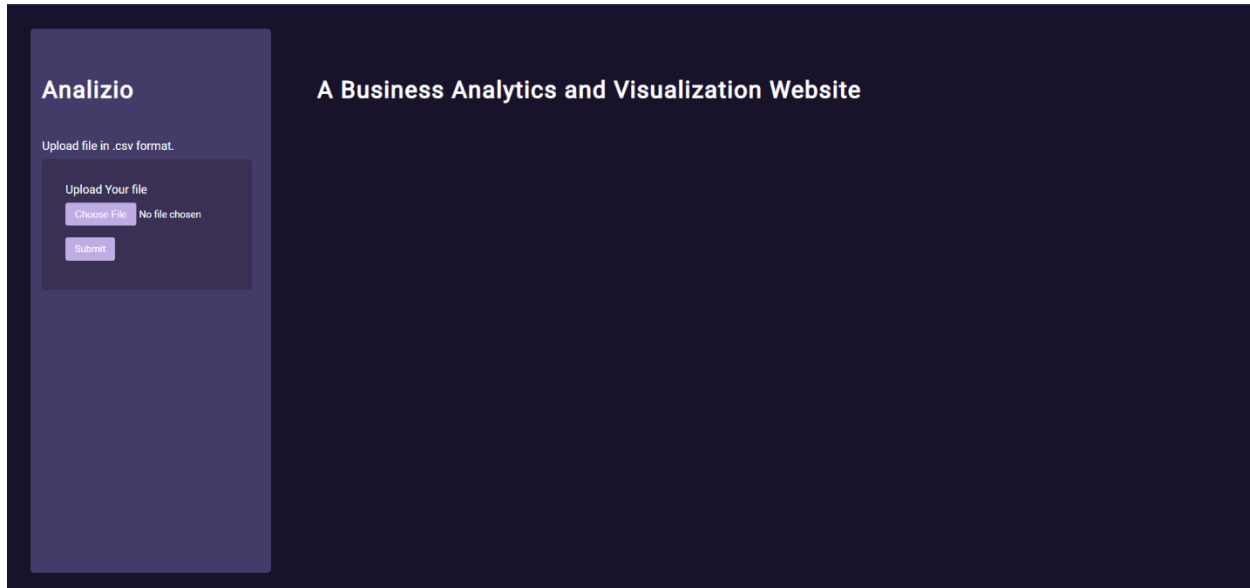 Analizio
A Business Analytics and Visualization Website
Upload file in .csv format.
Upload Your file
Choose File No file chosen
Submit